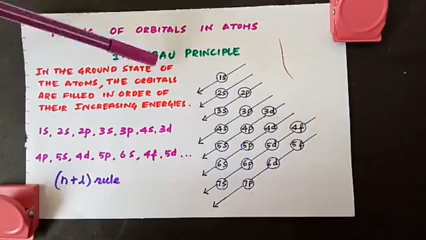 OF ORBITALS IN ATOMS
PRINCIPLE
IN THE GROUND STATE OF
THE ATOMS, THE ORBITALS
ARE FILLED IN ORDER OF
THEIR INCREASING ENERGIES.
1s, 2s, 2p, 3s, 3p, 4s, 3d
4p, 5s, 4d, 5p, 6s, 4f, 5d ...
(n+l) rule
1s
2s 2p
3s 3p 3d
4s 4p 4d 4f
5s 5p 5d
6s 6p 6d
7s 7p